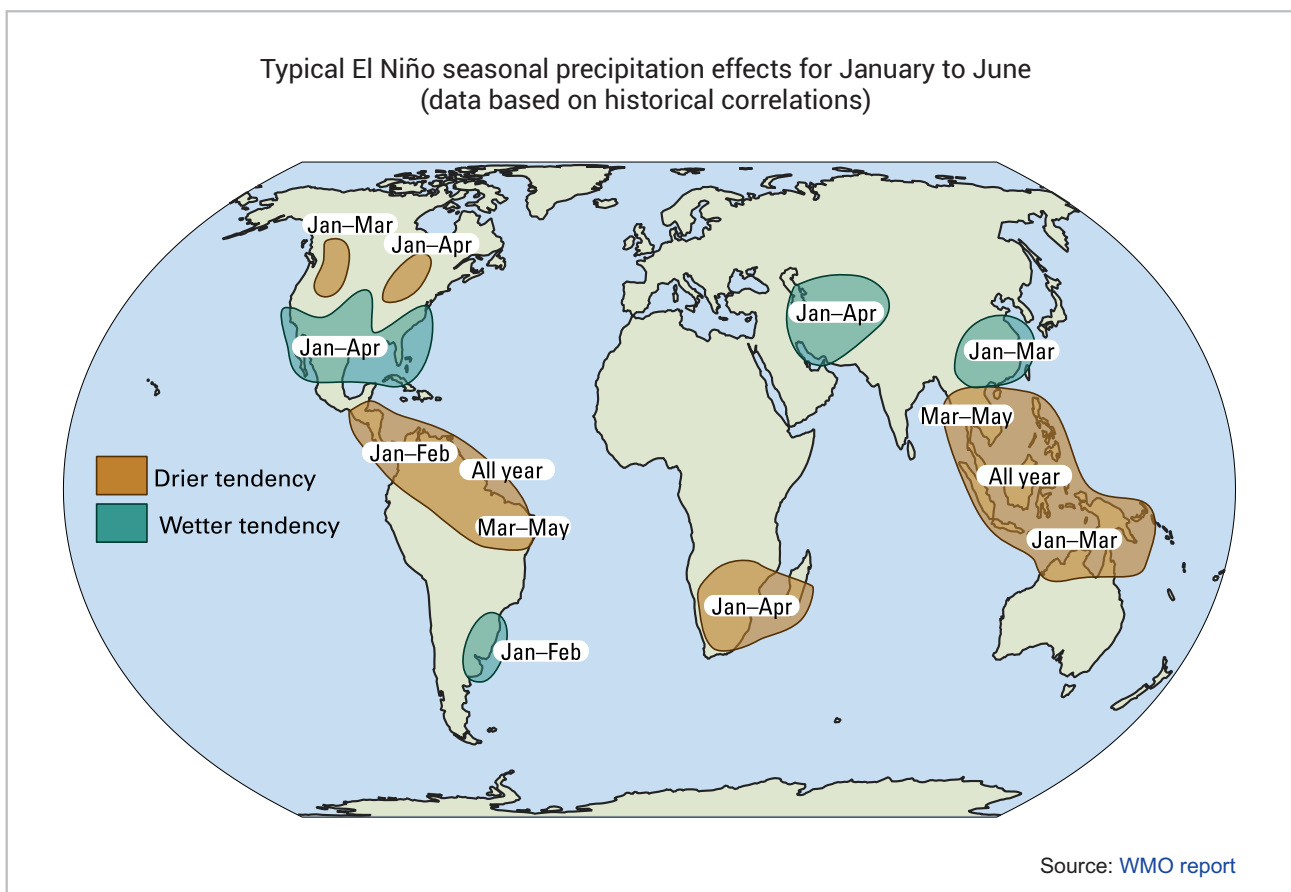 Typical El Niño seasonal precipitation effects for January to June
(data based on historical correlations)
Jan–Mar
Jan–Apr
Jan–Apr
Jan–Apr
Jan–Mar
Mar–May
Jan–Feb
All year
All year
Mar–May
Jan–Mar
Drier tendency
Wetter tendency
Jan–Apr
Jan–Feb
Source: WMO report